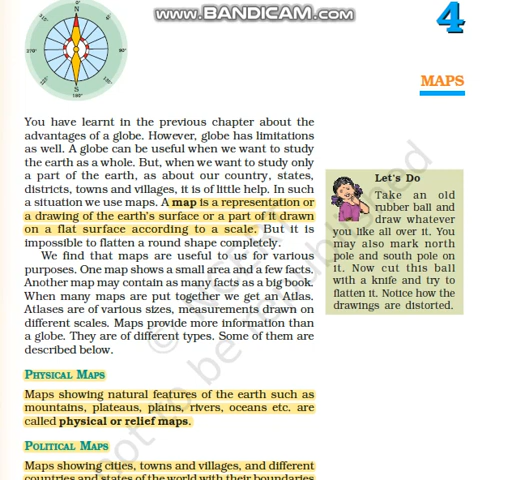 www.BANDICAM.com
4
MAPS
N
S
You have learnt in the previous chapter about the
advantages of a globe. However, globe has limitations
as well. A globe can be useful when we want to study
the earth as a whole. But, when we want to study only
a part of the earth, as about our country, states,
districts, towns and villages, it is of little help. In such
a situation we use maps. A map is a representation or
a drawing of the earth's surface or a part of it drawn
on a flat surface according to a scale. But it is
impossible to flatten a round shape completely.
We find that maps are useful to us for various
purposes. One map shows a small area and a few facts.
Another map may contain as many facts as a big book.
When many maps are put together we get an Atlas.
Atlases are of various sizes, measurements drawn on
different scales. Maps provide more information than
a globe. They are of different types. Some of them are
described below.
PHYSICAL MAPS
Maps showing natural features of the earth such as
mountains, plateaus, plains, rivers, oceans etc. are
called physical or relief maps.
POLITICAL MAPS
Maps showing cities, towns and villages, and different
countries and states of the world with their boundaries
Let's Do
Take an old
rubber ball and
draw whatever
you like all over it. You
may also mark north
pole and south pole on
it. Now cut this ball
with a knife and try to
flatten it. Notice how the
drawings are distorted.
not to be republished